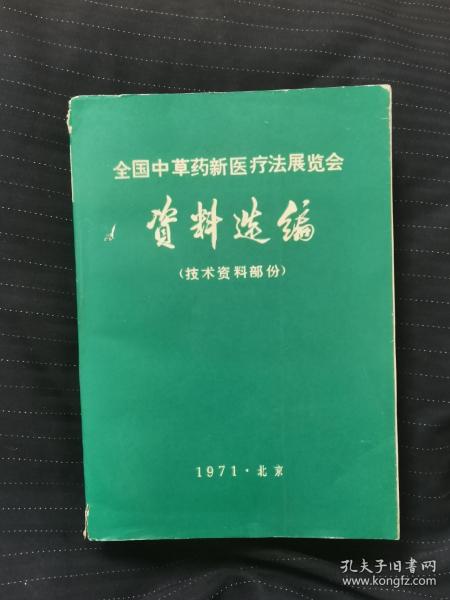 全国中草药新医疗法展览会
资料选编
(技术资料部份)
1971·北京
孔夫子旧书网
www.kongfz.com